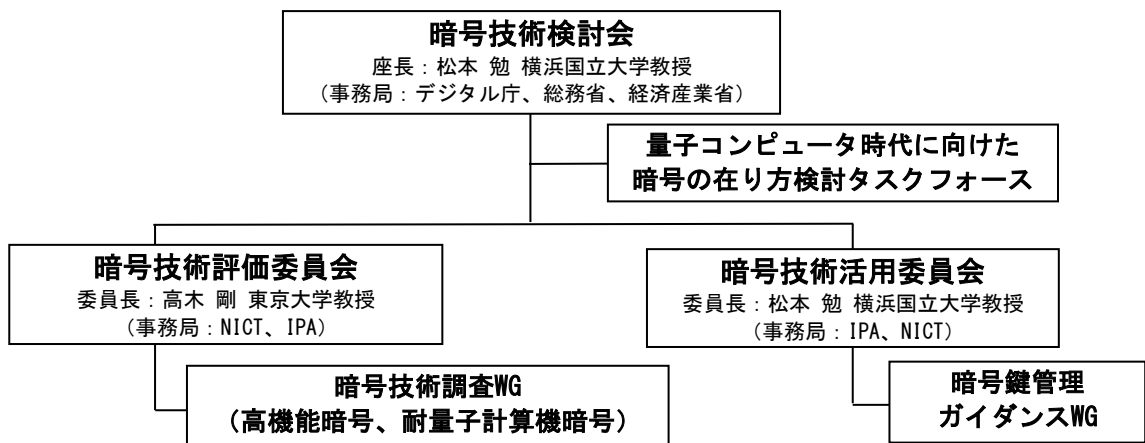 暗号技術検討会
座長：松本 勉 横浜国立大学教授
（事務局：デジタル庁、総務省、経済産業省）
量子コンピュータ時代に向けた
暗号の在り方検討タスクフォース
暗号技術評価委員会
委員長：高木 剛 東京大学教授
（事務局：NICT、IPA）
暗号技術活用委員会
委員長：松本 勉 横浜国立大学教授
（事務局：IPA、NICT）
暗号技術調査WG
（高機能暗号、耐量子計算機暗号）
暗号鍵管理
ガイダンスWG